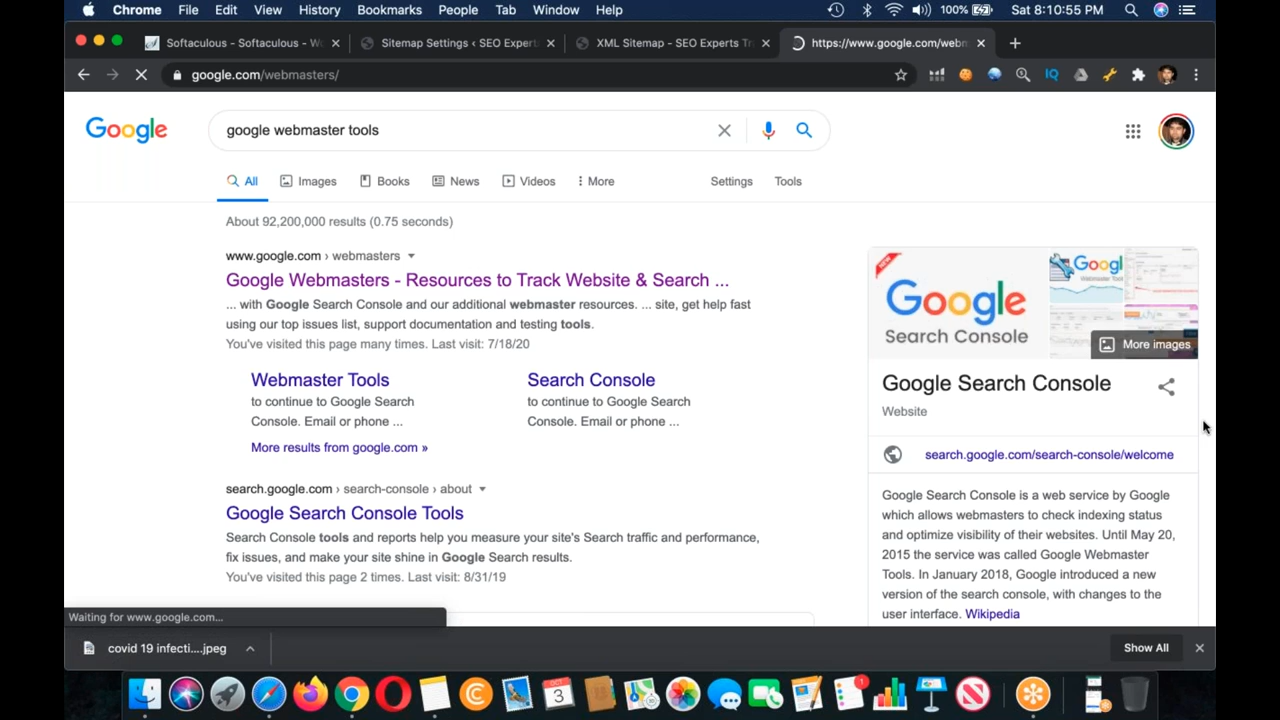 Chrome File Edit View History Bookmarks People Tab Window Help 100% Sat 8:10:55 PM
Softaculous - Softaculous - Wo
Sitemap Settings ‹ SEO Expert
XML Sitemap - SEO Experts Tr
https://www.google.com/webm
google.com/webmasters/
IQ
Google
google webmaster tools
All Images Books News Videos More Settings Tools
About 92,200,000 results (0.75 seconds)
www.google.com › webmasters
Google Webmasters - Resources to Track Website & Search ...
... with Google Search Console and our additional webmaster resources. ... site, get help fast
using our top issues list, support documentation and testing tools.
You've visited this page many times. Last visit: 7/18/20
Webmaster Tools
to continue to Google Search
Console. Email or phone ...
Search Console
to continue to Google Search
Console. Email or phone ...
More results from google.com »
search.google.com › search-console › about
Google Search Console Tools
Search Console tools and reports help you measure your site's Search traffic and performance,
fix issues, and make your site shine in Google Search results.
You've visited this page 2 times. Last visit: 8/31/19
NEW
Google
Search Console
Googl
More images
Google Search Console
Website
search.google.com/search-console/welcome
Google Search Console is a web service by Google
which allows webmasters to check indexing status
and optimize visibility of their websites. Until May 20,
2015 the service was called Google Webmaster
Tools. In January 2018, Google introduced a new
version of the search console, with changes to the
user interface. Wikipedia
Waiting for www.google.com...
covid 19 infecti....jpeg
Show All
OCT
3
1